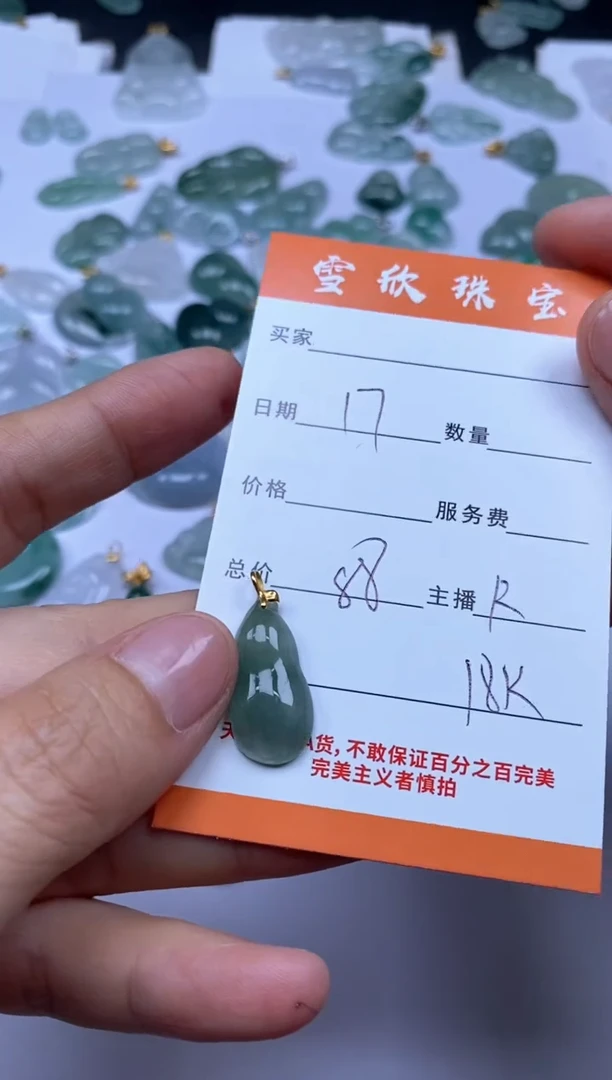 雪欣珠宝
买家
日期 17 数量
价格 服务费
总价 88 主播 R
18K
A货，不敢保证百分之百完美
完美主义者慎拍